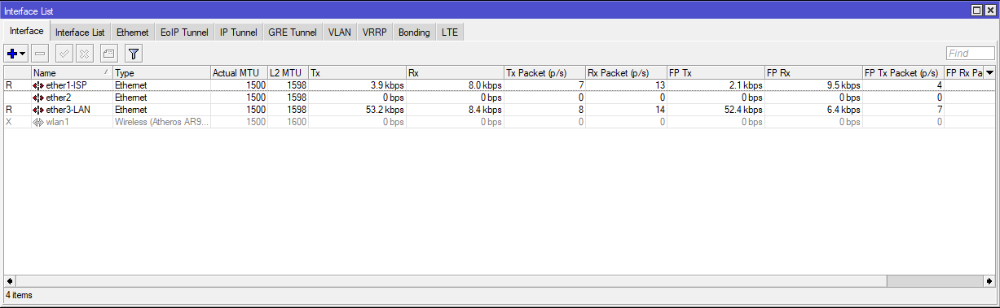 Interface List
Interface Interface List Ethernet EoIP Tunnel IP Tunnel GRE Tunnel VLAN VRRP Bonding LTE
Find
Name Type Actual MTU L2 MTU Tx Rx Tx Packet (p/s) Rx Packet (p/s) FP Tx FP Rx FP Tx Packet (p/s) FP Rx Pa
R ether1-ISP Ethernet 1500 1598 3.9 kbps 8.0 kbps 7 13 2.1 kbps 9.5 kbps 4
ether2 Ethernet 1500 1598 0 bps 0 bps 0 0 0 bps 0 bps 0
R ether3-LAN Ethernet 1500 1598 53.2 kbps 8.4 kbps 8 14 52.4 kbps 6.4 kbps 7
X wlan1 Wireless (Atheros AR9... 1500 1600 0 bps 0 bps 0 0 0 bps 0 bps 0
4 items